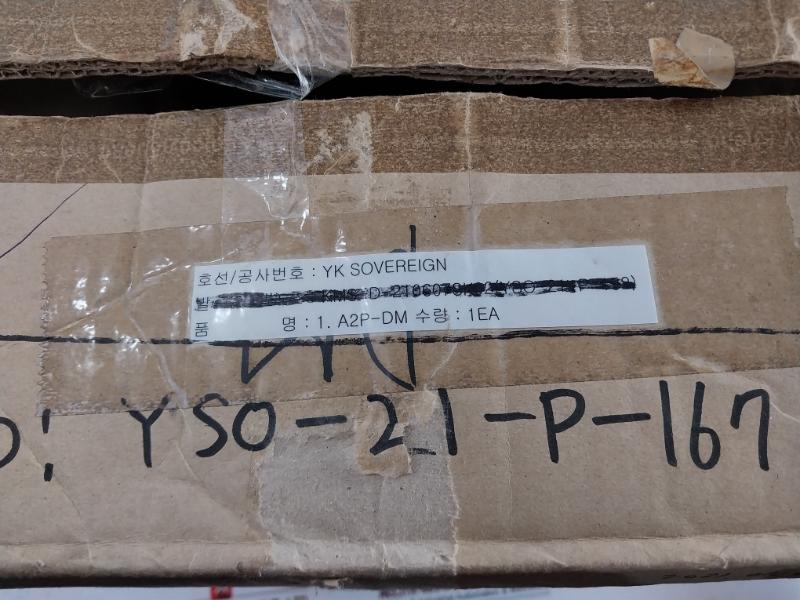 호선/공사번호 : YK SOVEREIGN
품 명 : 1. A2P-DM 수량 : 1EA
YSO-21-P-167